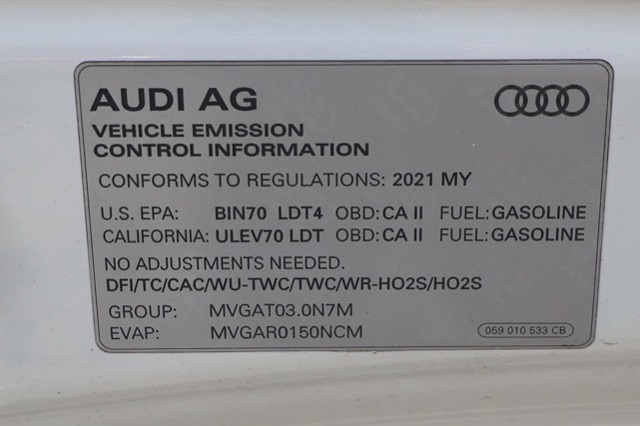 AUDI AG
VEHICLE EMISSION
CONTROL INFORMATION
CONFORMS TO REGULATIONS: 2021 MY
U.S. EPA: BIN70 LDT4 OBD: CA II FUEL: GASOLINE
CALIFORNIA: ULEV70 LDT OBD: CA II FUEL: GASOLINE
NO ADJUSTMENTS NEEDED.
DFI/TC/CAC/WU-TWC/TWC/WR-HO2S/HO2S
GROUP: MVGAT03.0N7M
EVAP: MVGAR0150NCM
059 010 533 CB